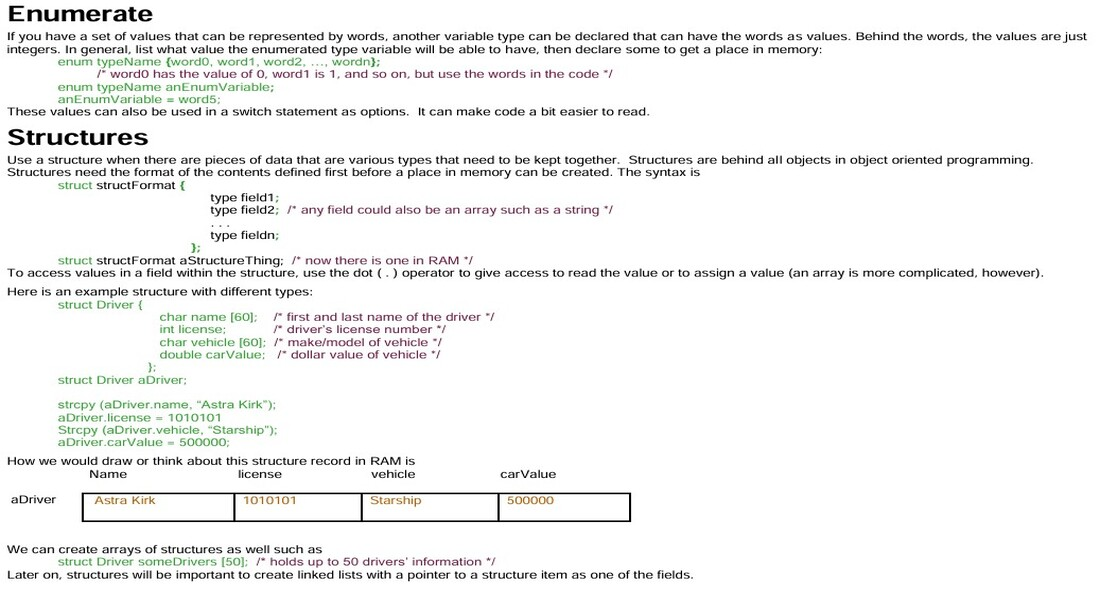 Enumerate
If you have a set of values that can be represented by words, another variable type can be declared that can have the words as values. Behind the words, the values are just
integers. In general, list what value the enumerated type variable will be able to have, then declare some to get a place in memory:
enum typeName {word0, word1, word2, …, wordn};
/* word0 has the value of 0, word1 is 1, and so on, but use the words in the code */
enum typeName anEnumVariable;
anEnumVariable = word5;
These values can also be used in a switch statement as options.  It can make code a bit easier to read.
Structures
Use a structure when there are pieces of data that are various types that need to be kept together.  Structures are behind all objects in object oriented programming.
Structures need the format of the contents defined first before a place in memory can be created. The syntax is
struct structFormat {
type field1;
type field2;  /* any field could also be an array such as a string */
. . .
type fieldn;
};
struct structFormat aStructureThing;  /* now there is one in RAM */
To access values in a field within the structure, use the dot ( . ) operator to give access to read the value or to assign a value (an array is more complicated, however).
Here is an example structure with different types:
struct Driver {
char name [60];    /* first and last name of the driver */
int license;    /* driver's license number */
char vehicle [60];  /* make/model of vehicle */
double carValue;   /* dollar value of vehicle */
};
struct Driver aDriver;
strcpy (aDriver.name, “Astra Kirk”);
aDriver.license = 1010101
Strcpy (aDriver.vehicle, “Starship”);
aDriver.carValue = 500000;
How we would draw or think about this structure record in RAM is
Name license vehicle carValue
aDriver Astra Kirk 1010101 Starship 500000
We can create arrays of structures as well such as
struct Driver someDrivers [50];  /* holds up to 50 drivers' information */
Later on, structures will be important to create linked lists with a pointer to a structure item as one of the fields.